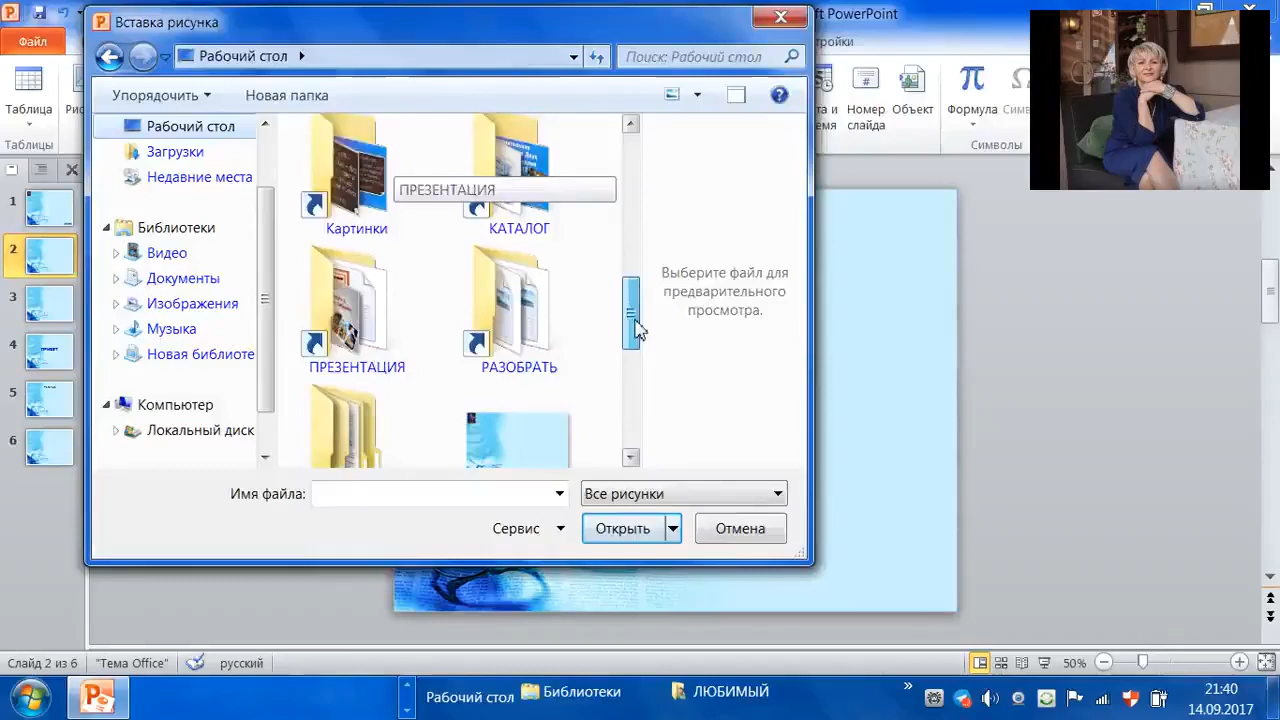 Вставка рисунка
ft PowerPoint
Файл
тройки
Рабочий стол
Поиск: Рабочий стол
Упорядочить
Новая папка
Таблица
Рис
Таблицы
Рабочий стол
Загрузки
Недавние места
Библиотеки
Видео
Документы
Изображения
Музыка
Новая библиоте
Компьютер
Локальный диск
ПРЕЗЕНТАЦИЯ
Картинки
КАТАЛОГ
ПРЕЗЕНТАЦИЯ
РАЗОБРАТЬ
Выберите файл для
предварительного
просмотра.
та и
емя
Номер
слайда
Объект
Формула
Симв
Символы
1
2
3
4
5
6
Имя файла:
Все рисунки
Сервис
Открыть
Отмена
Слайд 2 из 6
"Тема Office"
русский
50%
Рабочий стол
Библиотеки
ЛЮБИМЫЙ
21:40
14.09.2017